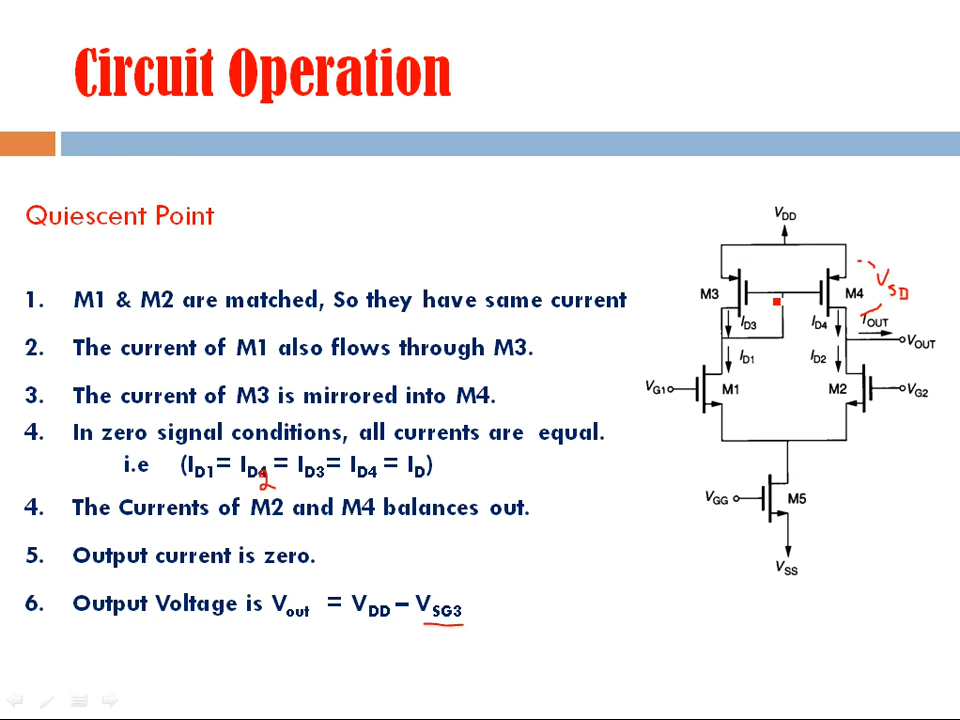 Circuit Operation
Quiescent Point
1. M1 & M2 are matched, So they have same current
2. The current of M1 also flows through M3.
3. The current of M3 is mirrored into M4.
4. In zero signal conditions, all currents are equal.
i.e (ID1= ID4 = ID3= ID4 = ID)
2
4. The Currents of M2 and M4 balances out.
5. Output current is zero.
6. Output Voltage is Vout = VDD – VSG3
VDD
M3
M4
VSD
ID3
ID4
IOUT
VOUT
ID1
ID2
VG1
M1
M2
VG2
VGG
M5
VSS